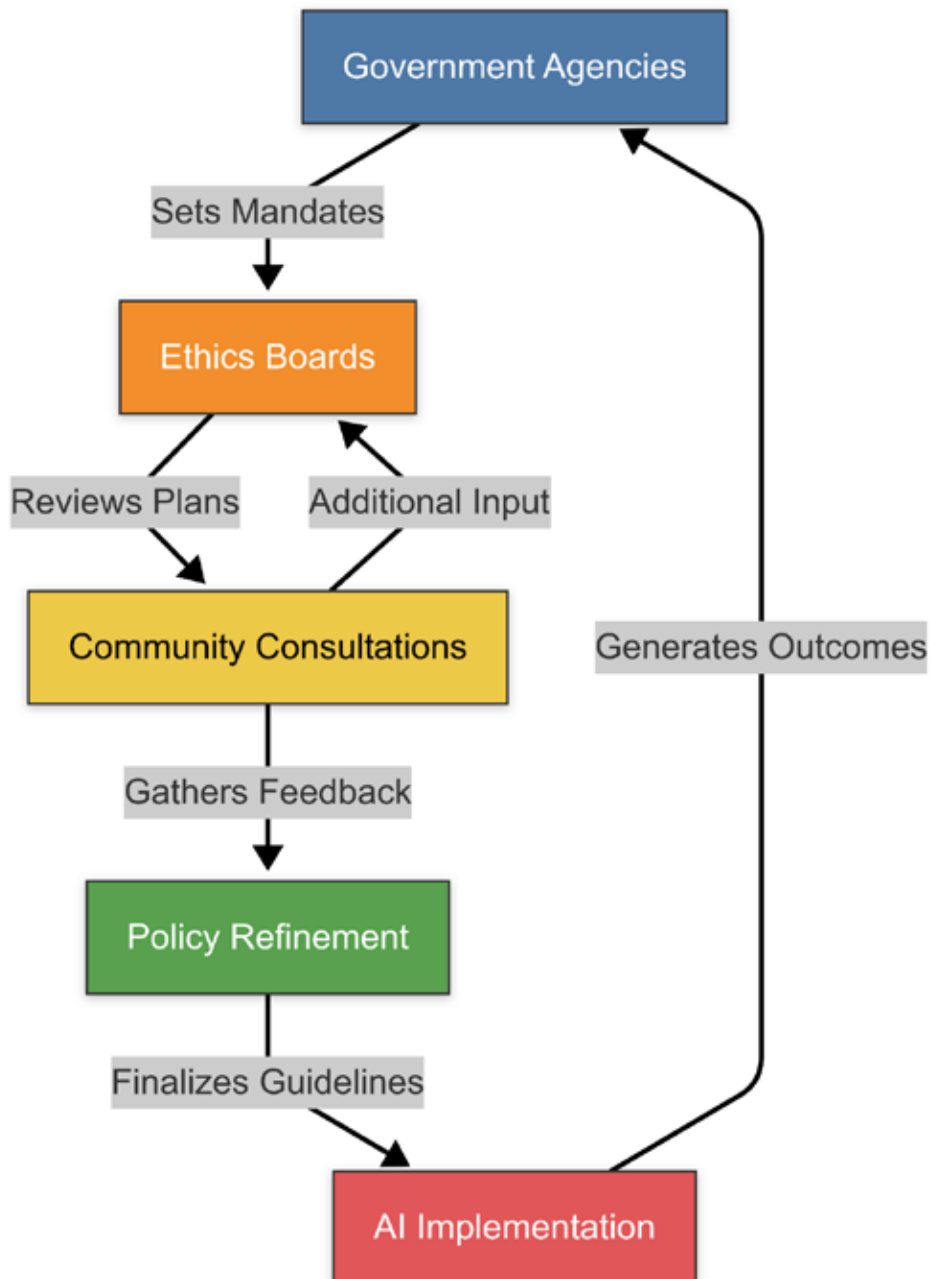 Government Agencies
Sets Mandates
Ethics Boards
Reviews Plans
Additional Input
Community Consultations
Generates Outcomes
Gathers Feedback
Policy Refinement
Finalizes Guidelines
AI Implementation